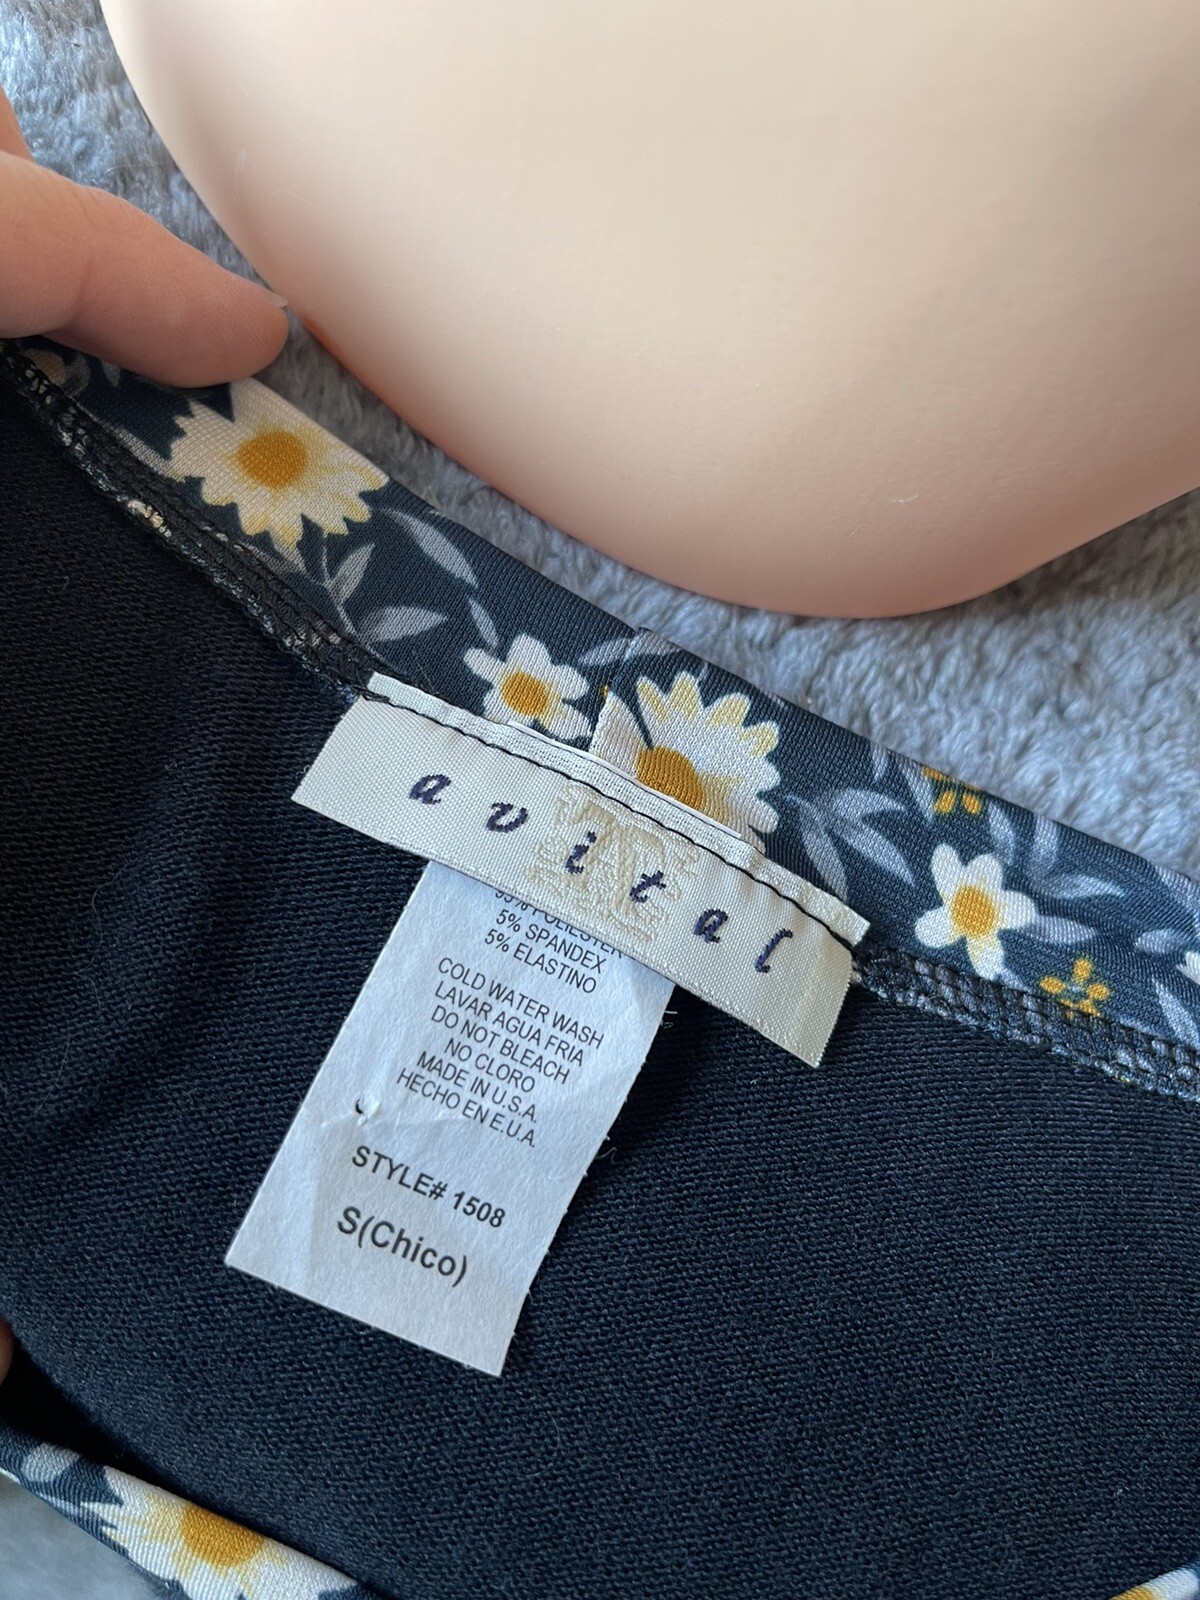 avital
5% SPANDEX
5% ELASTINO
COLD WATER WASH
LAVAR AGUA FRIA
DO NOT BLEACH
NO CLORO
MADE IN U.S.A.
HECHO EN E.U.A.
STYLE# 1508
S(Chico)